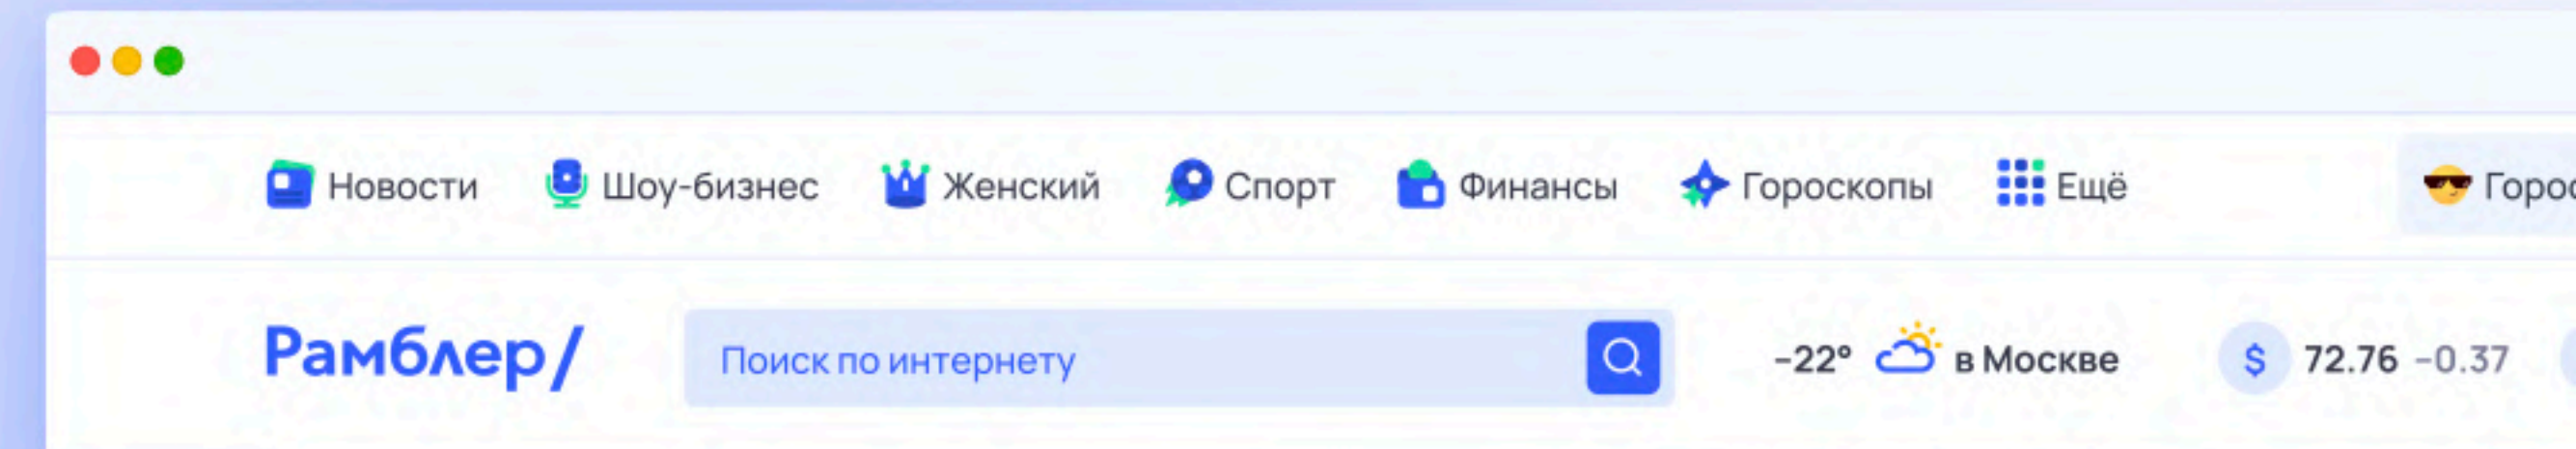 Новости Шоу-бизнес Женский Спорт Финансы Гороскопы Ещё
Рамблер/ Поиск по интернету -22° в Москве $ 72.76 -0.37